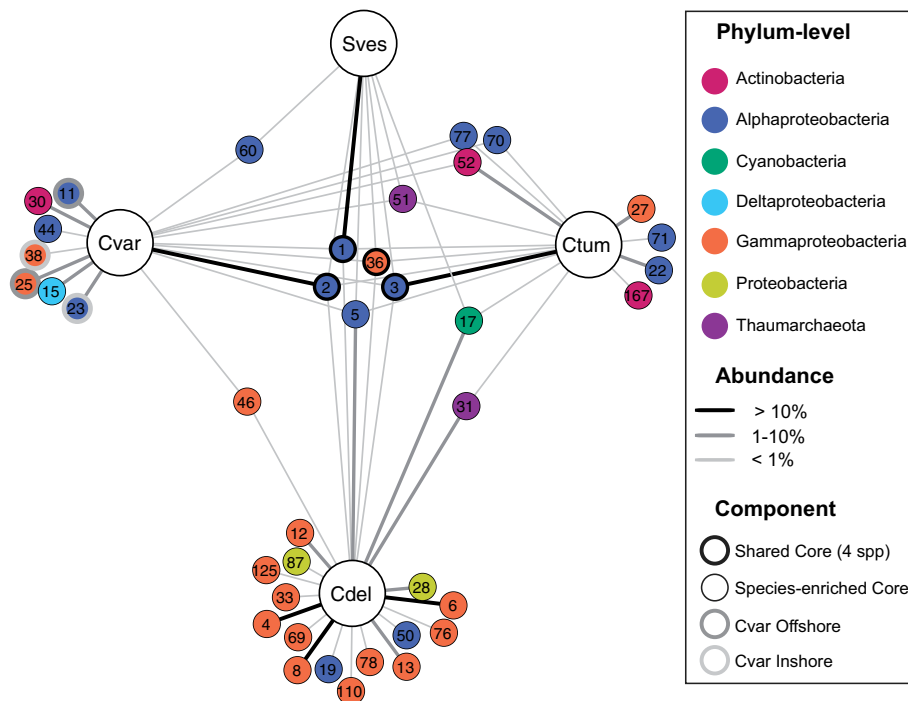 Sves
Phylum-level
Actinobacteria
Alphaproteobacteria
Cyanobacteria
Deltaproteobacteria
Gammaproteobacteria
Proteobacteria
Thaumarchaeota
Abundance
> 10%
1-10%
< 1%
Component
Shared Core (4 spp)
Species-enriched Core
Cvar Offshore
Cvar Inshore
60
77
70
52
51
11
30
44
38
25
15
23
Cvar
1
36
2
3
5
Ctum
27
71
22
167
17
46
31
12
87
125
33
4
69
8
19
110
78
13
50
76
6
28
Cdel